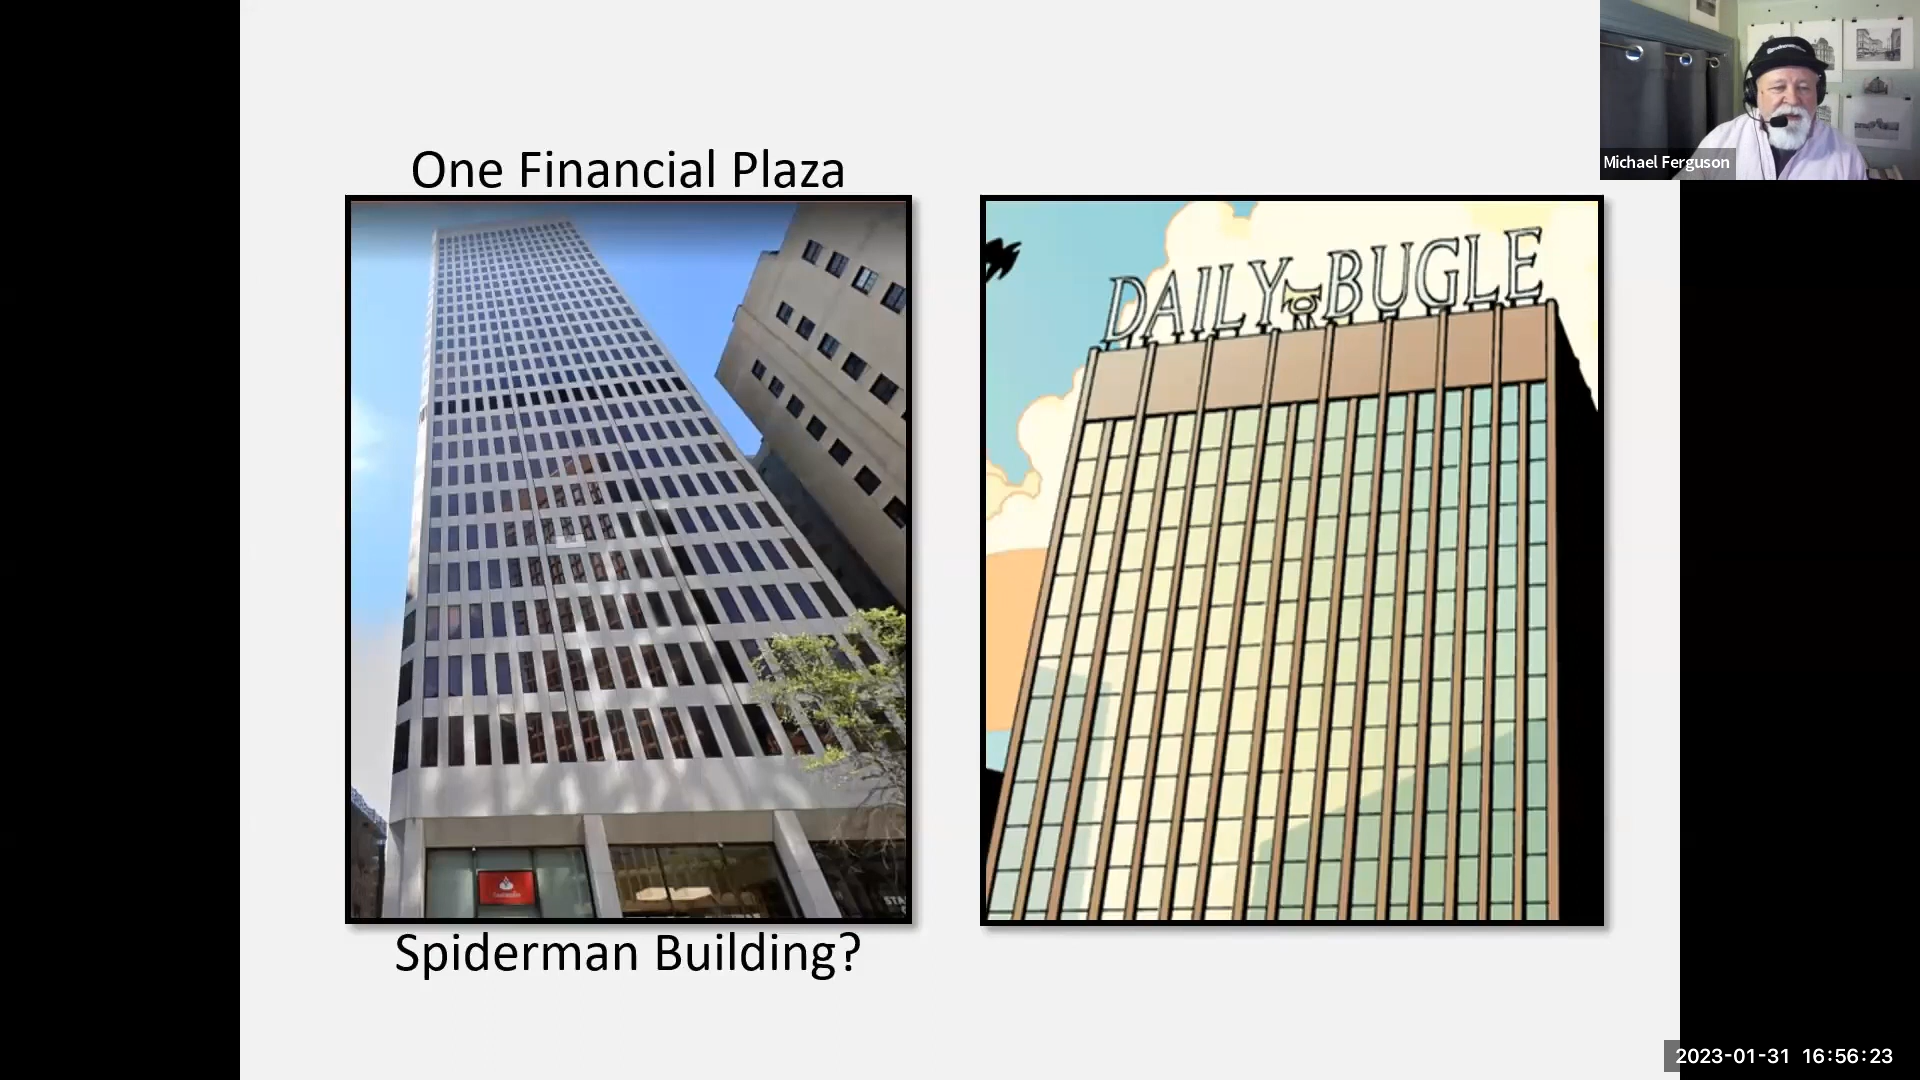 One Financial Plaza
Michael Ferguson
DAILY BUGLE
Spiderman Building?
2023-01-31 16:56:23